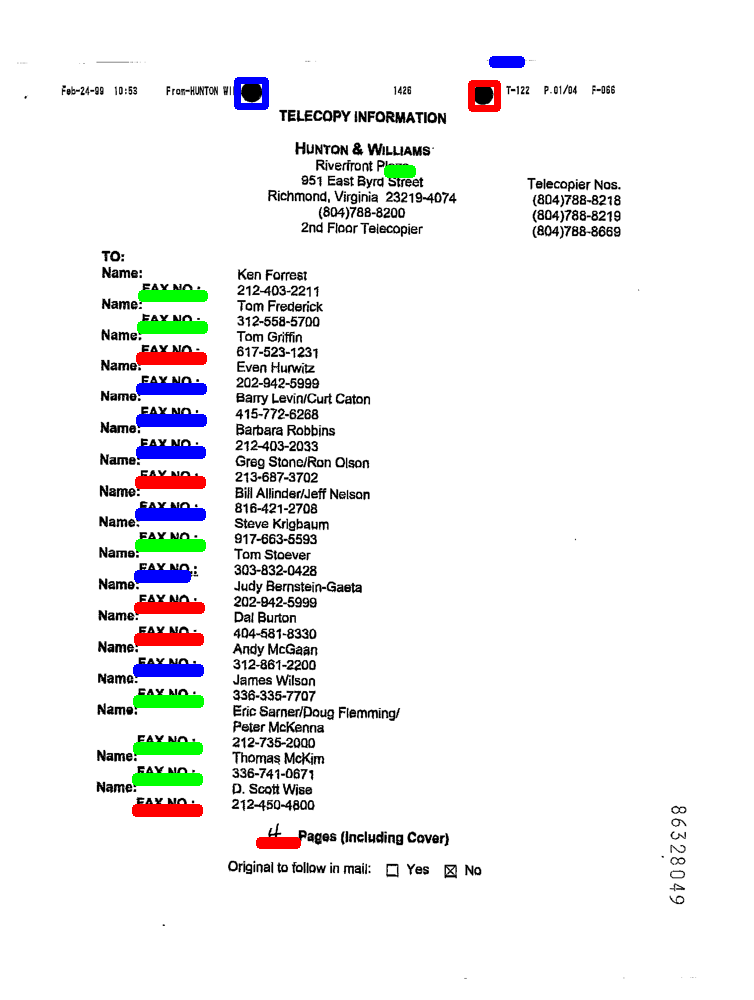 Feb-24-99 10:53 From-HUNTON 1426 T-122 P.01/04 F-066
TELECOPY INFORMATION
HUNTON & WILLIAMS
Riverfront
951 East Byrd Street
Richmond, Virginia 23219-4074
(804)788-8200
2nd Floor Telecopier
Telecopier Nos.
(804)788-8218
(804)788-8219
(804)788-8669
TO:
Name: Ken Forrest
FAX NO.: 212-403-2211
Name: Tom Frederick
FAX NO.: 312-558-5700
Name: Tom Griffin
FAX NO.: 617-523-1231
Name: Even Hurwitz
FAX NO.: 202-942-5999
Name: Barry Levin/Curt Caton
FAX NO.: 415-772-6268
Name: Barbara Robbins
FAX NO.: 212-403-2033
Name: Greg Stone/Ron Olson
FAX NO.: 213-687-3702
Name: Bill Allinder/Jeff Nelson
FAX NO.: 816-421-2708
Name: Steve Krigbaum
FAX NO.: 917-663-5593
Name: Tom Stoever
FAX NO.: 303-832-0428
Name: Judy Bernstein-Gaeta
FAX NO.: 202-942-5999
Name: Dal Burton
FAX NO.: 404-581-8330
Name: Andy McGaan
FAX NO.: 312-861-2200
Name: James Wilson
FAX NO.: 336-335-7707
Name: Eric Sarner/Doug Flemming/
Peter McKenna
FAX NO.: 212-735-2000
Name: Thomas McKim
FAX NO.: 336-741-0671
Name: D. Scott Wise
FAX NO.: 212-450-4800
4 Pages (Including Cover)
Original to follow in mail: ☐ Yes ☒ No
86328049